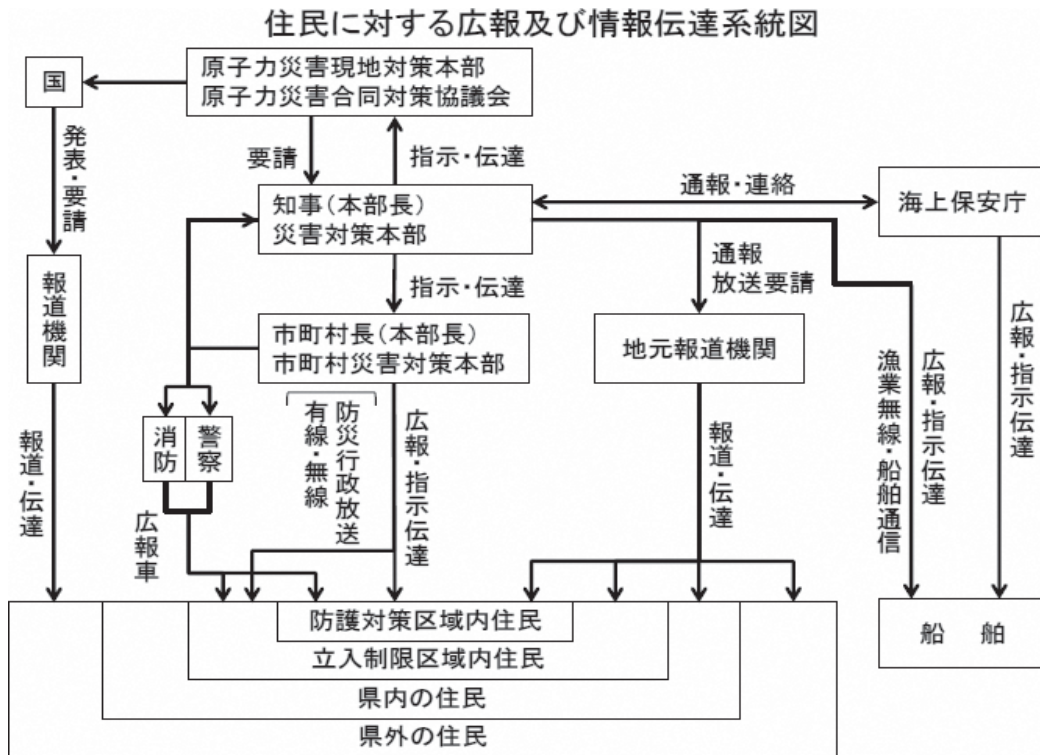 住民に対する広報及び情報伝達系統図
国
原子力災害現地対策本部
原子力災害合同対策協議会
発表・要請
要請
指示・伝達
通報・連絡
知事(本部長)
災害対策本部
海上保安庁
報道機関
指示・伝達
通報
放送要請
市町村長(本部長)
市町村災害対策本部
地元報道機関
広報・指示伝達
漁業無線・船舶通信
広報・指示伝達
消防
警察
防災行政放送
有線・無線
広報・指示伝達
報道・伝達
報道・伝達
広報車
防護対策区域内住民
立入制限区域内住民
県内の住民
県外の住民
船舶